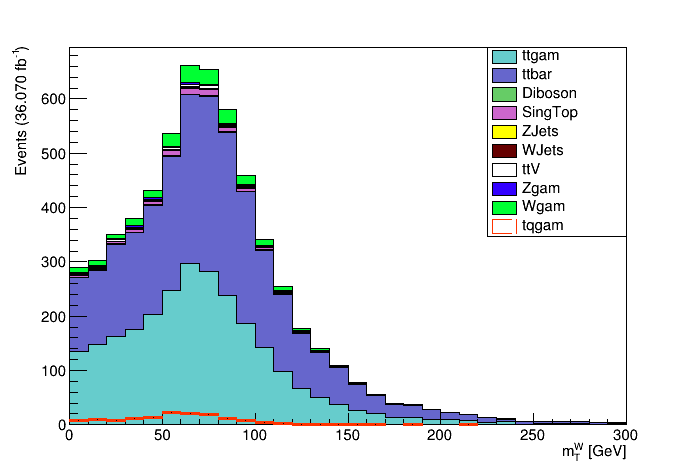 Events (36.070 fb⁻¹)
600
500
400
300
200
100
0
0 50 100 150 200 250 300
m_T^W [GeV]
ttgam
ttbar
Diboson
SingTop
ZJets
WJets
ttV
Zgam
Wgam
tqgam